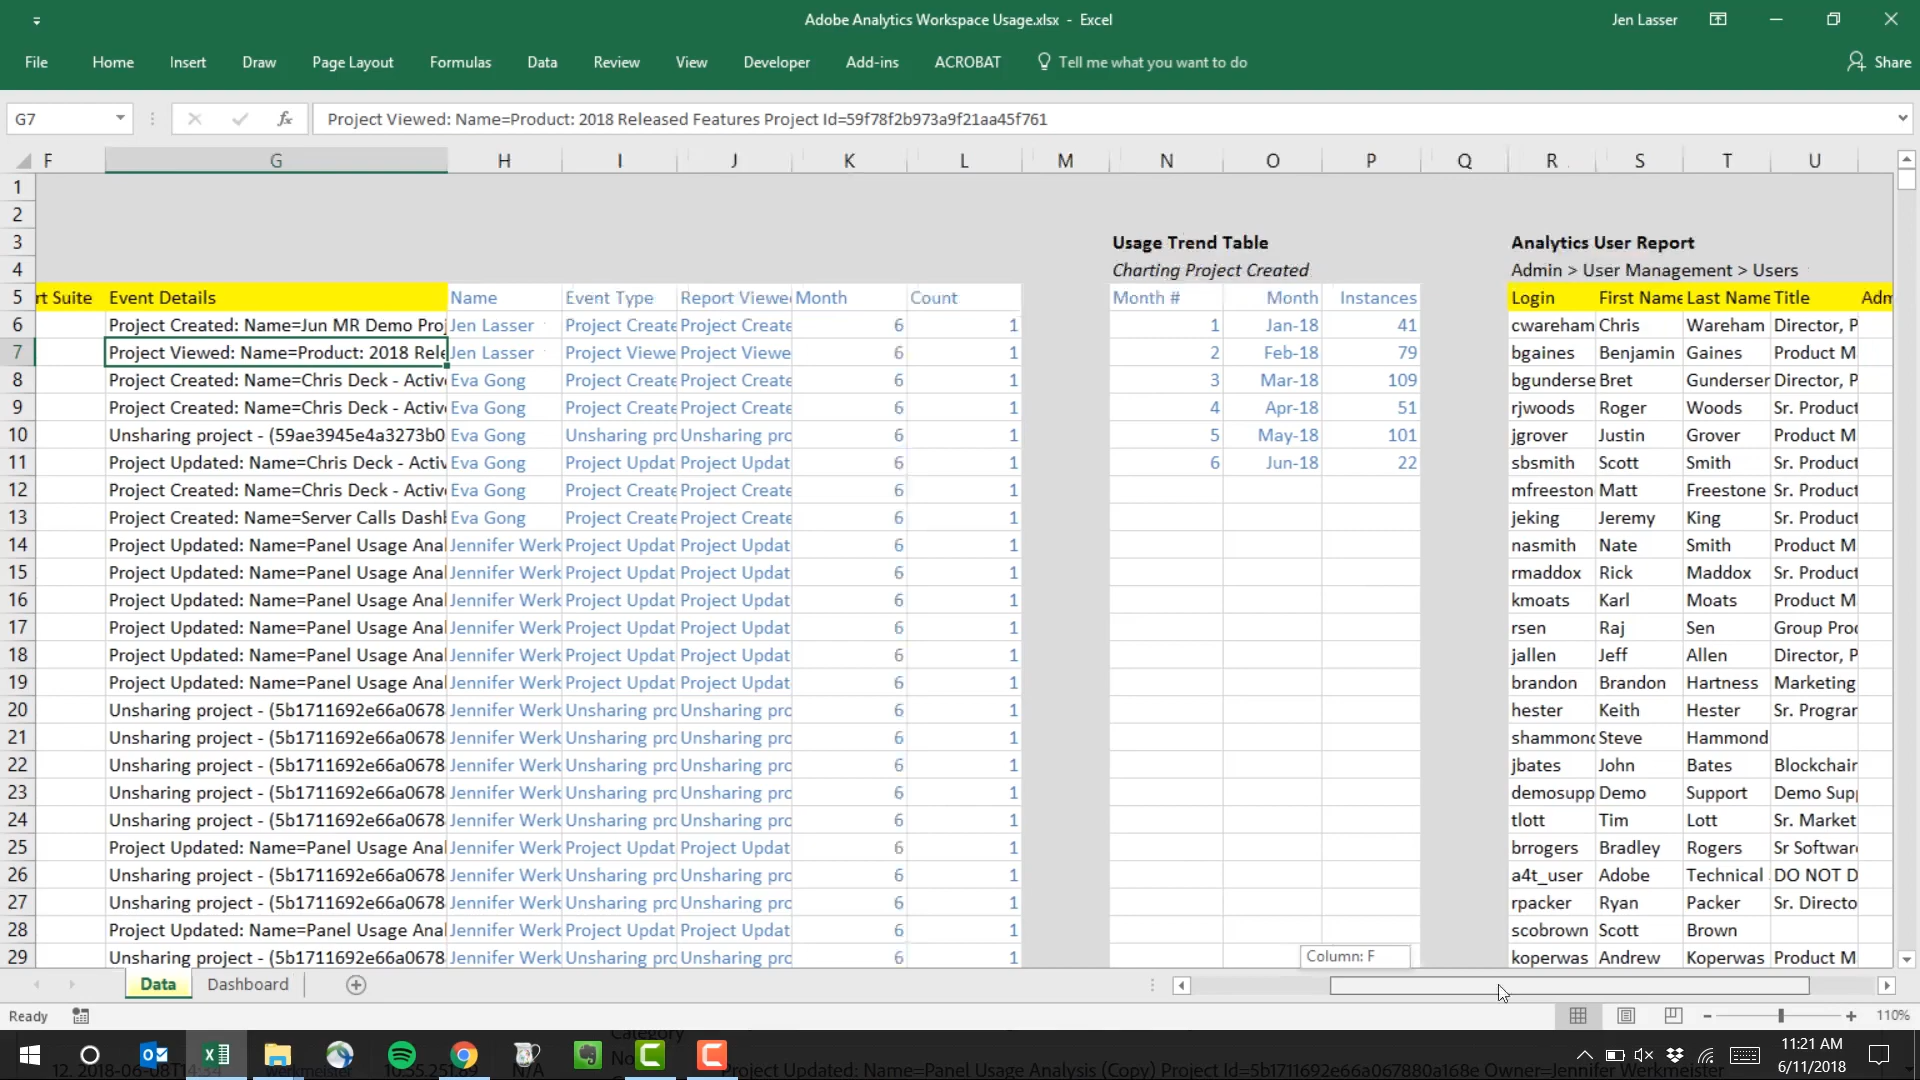 Adobe Analytics Workspace Usage.xlsx - Excel
Jen Lasser
File Home Insert Draw Page Layout Formulas Data Review View Developer Add-ins ACROBAT Tell me what you want to do Share
G7 fx Project Viewed: Name=Product: 2018 Released Features Project Id=59f78f2b973a9f21aa45f761
F G H I J K L M N O P Q R S T U
1
2
3 Usage Trend Table Analytics User Report
4 Charting Project Created Admin > User Management > Users
5 rt Suite Event Details Name Event Type Report Viewe Month Count Month # Month Instances Login First Name Last Name Title Adm
6 Project Created: Name=Jun MR Demo Pro Jen Lasser Project Create Project Create 6 1 1 Jan-18 41 cwareham Chris Wareham Director, P
7 Project Viewed: Name=Product: 2018 Rele Jen Lasser Project Viewe Project Viewe 6 1 2 Feb-18 79 bgaines Benjamin Gaines Product M
8 Project Created: Name=Chris Deck - Active Eva Gong Project Create Project Create 6 1 3 Mar-18 109 bgunderse Bret Gunderser Director, P
9 Project Created: Name=Chris Deck - Active Eva Gong Project Create Project Create 6 1 4 Apr-18 51 rjwoods Roger Woods Sr. Product
10 Unsharing project - (59ae3945e4a3273b0 Eva Gong Unsharing pro Unsharing pro 6 1 5 May-18 101 jgrover Justin Grover Product M
11 Project Updated: Name=Chris Deck - Activ Eva Gong Project Updat Project Updat 6 1 6 Jun-18 22 sbsmith Scott Smith Sr. Product
12 Project Created: Name=Chris Deck - Active Eva Gong Project Create Project Create 6 1 mfreeston Matt Freestone Sr. Product
13 Project Created: Name=Server Calls Dashb Eva Gong Project Create Project Create 6 1 jeking Jeremy King Sr. Product
14 Project Updated: Name=Panel Usage Anal Jennifer Werk Project Updat Project Updat 6 1 nasmith Nate Smith Product M
15 Project Updated: Name=Panel Usage Anal Jennifer Werk Project Updat Project Updat 6 1 rmaddox Rick Maddox Sr. Product
16 Project Updated: Name=Panel Usage Anal Jennifer Werk Project Updat Project Updat 6 1 kmoats Karl Moats Product M
17 Project Updated: Name=Panel Usage Anal Jennifer Werk Project Updat Project Updat 6 1 rsen Raj Sen Group Proc
18 Project Updated: Name=Panel Usage Anal Jennifer Werk Project Updat Project Updat 6 1 jallen Jeff Allen Director, P
19 Project Updated: Name=Panel Usage Anal Jennifer Werk Project Updat Project Updat 6 1 brandon Brandon Hartness Marketing
20 Unsharing project - (5b1711692e66a0678 Jennifer Werk Unsharing pro Unsharing pro 6 1 hester Keith Hester Sr. Progran
21 Unsharing project - (5b1711692e66a0678 Jennifer Werk Unsharing pro Unsharing pro 6 1 shammond Steve Hammond
22 Unsharing project - (5b1711692e66a0678 Jennifer Werk Unsharing pro Unsharing pro 6 1 jbates John Bates Blockchair
23 Unsharing project - (5b1711692e66a0678 Jennifer Werk Unsharing pro Unsharing pro 6 1 demosupp Demo Support Demo Sup
24 Unsharing project - (5b1711692e66a0678 Jennifer Werk Unsharing pro Unsharing pro 6 1 tlott Tim Lott Sr. Market
25 Project Updated: Name=Panel Usage Anal Jennifer Werk Project Updat Project Updat 6 1 brrogers Bradley Rogers Sr Software
26 Unsharing project - (5b1711692e66a0678 Jennifer Werk Unsharing pro Unsharing pro 6 1 a4t_user Adobe Technical DO NOT D
27 Unsharing project - (5b1711692e66a0678 Jennifer Werk Unsharing pro Unsharing pro 6 1 rpacker Ryan Packer Sr. Directo
28 Project Updated: Name=Panel Usage Anal Jennifer Werk Project Updat Project Updat 6 1 scobrown Scott Brown
29 Unsharing project - (5b1711692e66a0678 Jennifer Werk Unsharing pro Unsharing pro 6 1 koperwas Andrew Koperwas Product M
Column: F
Data Dashboard
Ready 110%
Category
11:21 AM
12. 2018-06-08T14:34 werkmeister 10.55.251.89 N/A Project Updated: Name=Panel Usage Analysis (Copy) Project Id=5b1711692e66a067880a168e Owner=Jennifer Werkmeister
6/11/2018